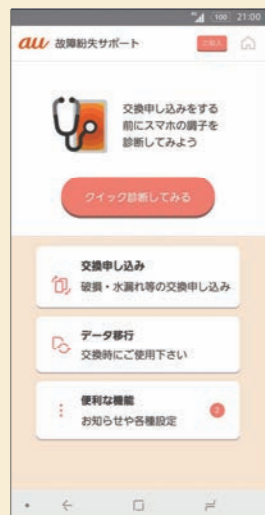 100 21:00
au 故障紛失サポート
交換申し込みをする
前にスマホの調子を
診断してみよう
クイック診断してみる
交換申し込み
破損・水漏れ等の交換申し込み
データ移行
交換時にご使用下さい
便利な機能
お知らせや各種設定
2